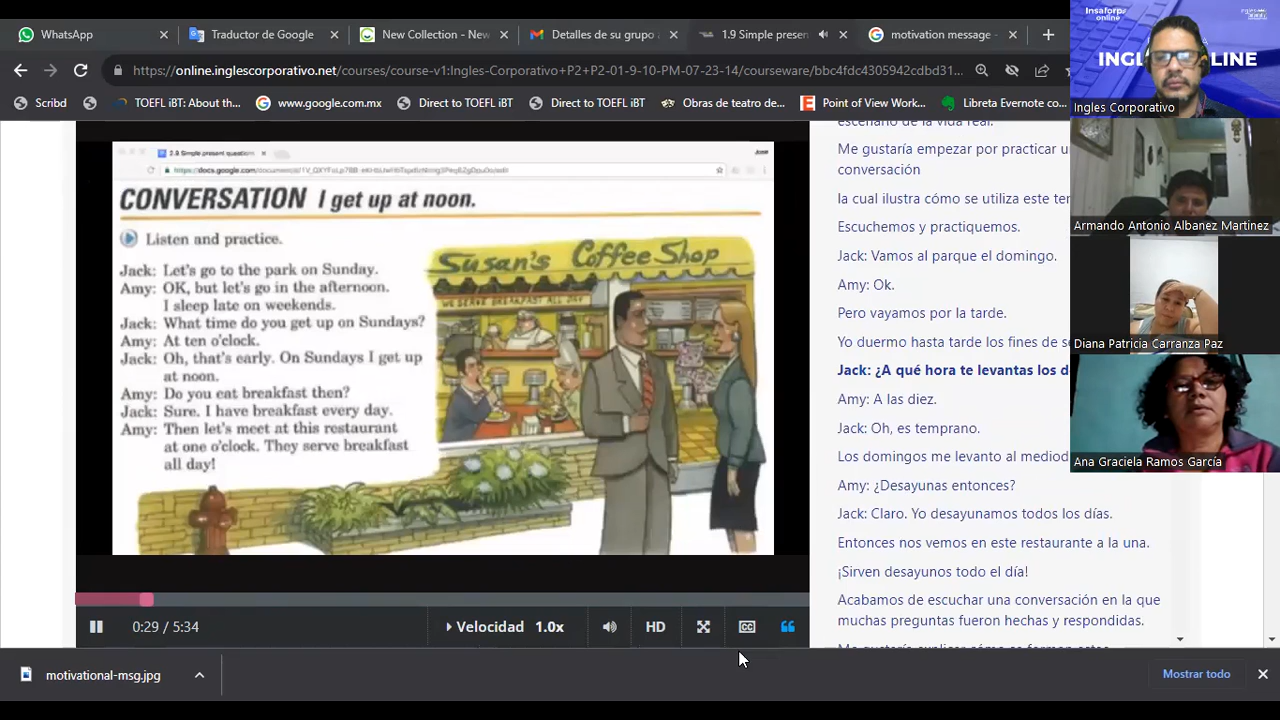 WhatsApp
Traductor de Google
New Collection - New
Detalles de su grupo
1.9 Simple presen
motivation message -
https://online.inglescorporativo.net/courses/course-v1:Ingles-Corporativo+P2+P2-01-9-10-PM-07-23-14/courseware/bbc4fdc4305942cdbd31...
Scribd
TOEFL iBT: About th...
www.google.com.mx
Direct to TOEFL iBT
Direct to TOEFL iBT
Obras de teatro de...
Point of View Work...
Libreta Evernote co...
Insaforp
online
INGL
LINE
Ingles Corporativo
Armando Antonio Albanez Martinez
Diana Patricia Carranza Paz
Ana Graciela Ramos García
2.9 Simple present questions
CONVERSATION I get up at noon.
Listen and practice.
Jack: Let's go to the park on Sunday.
Amy: OK, but let's go in the afternoon.
I sleep late on weekends.
Jack: What time do you get up on Sundays?
Amy: At ten o'clock.
Jack: Oh, that's early. On Sundays I get up
at noon.
Amy: Do you eat breakfast then?
Jack: Sure. I have breakfast every day.
Amy: Then let's meet at this restaurant
at one o'clock. They serve breakfast
all day!
Susan's Coffee Shop
WE SERVE BREAKFAST ALL DAY
escenario de la vida real.
Me gustaría empezar por practicar u
conversación
la cual ilustra cómo se utiliza este te
Escuchemos y practiquemos.
Jack: Vamos al parque el domingo.
Amy: Ok.
Pero vayamos por la tarde.
Yo duermo hasta tarde los fines de s
Jack: ¿A qué hora te levantas los d
Amy: A las diez.
Jack: Oh, es temprano.
Los domingos me levanto al mediod
Amy: ¿Desayunas entonces?
Jack: Claro. Yo desayunamos todos los días.
Entonces nos vemos en este restaurante a la una.
¡Sirven desayunos todo el día!
Acabamos de escuchar una conversación en la que
muchas preguntas fueron hechas y respondidas.
0:29 / 5:34
Velocidad 1.0x
HD
CC
motivational-msg.jpg
Mostrar todo